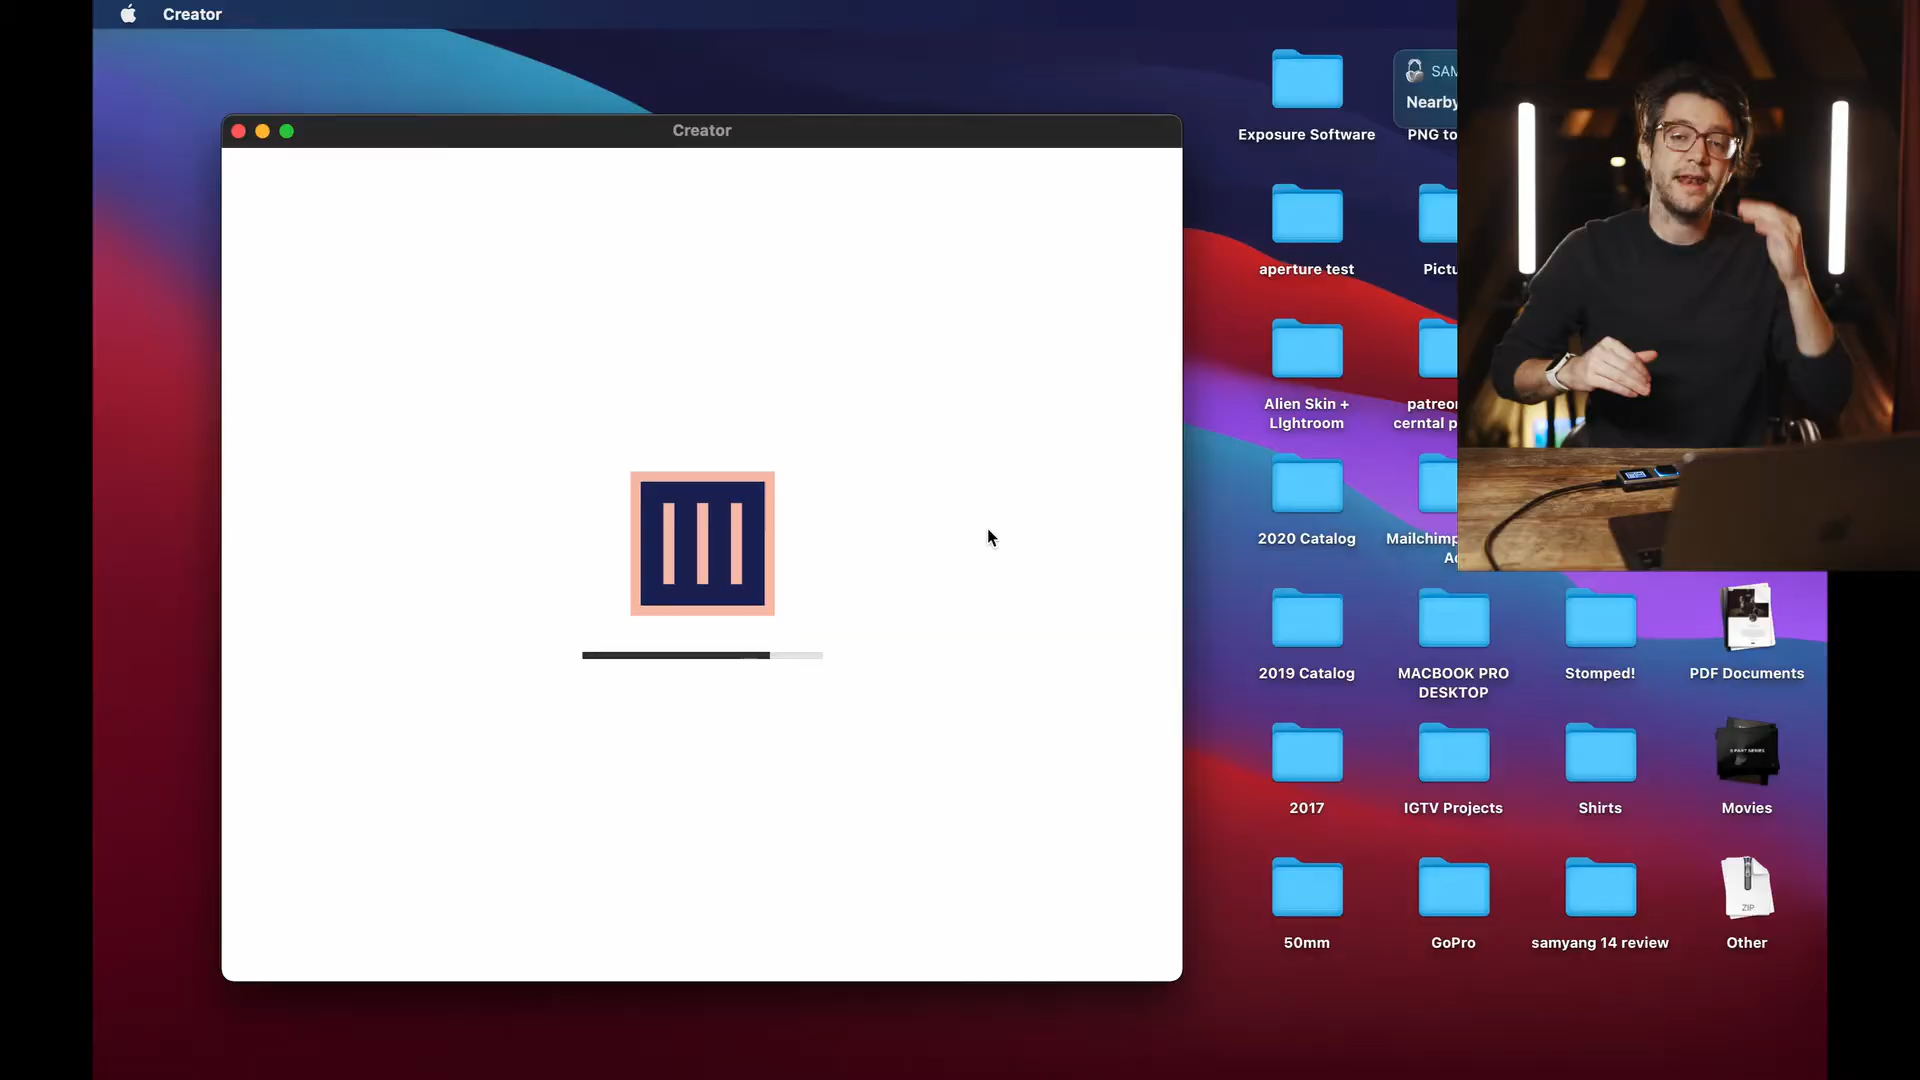 Creator
Creator
Exposure Software
SAM
Nearby
PNG to
aperture test
Pictu
Alien Skin +
LIghtroom
patreon
cerntal p
2020 Catalog
Mailchimp
Ad
2019 Catalog
MACBOOK PRO
DESKTOP
Stomped!
PDF Documents
2017
IGTV Projects
Shirts
Movies
50mm
GoPro
samyang 14 review
ZIP
Other